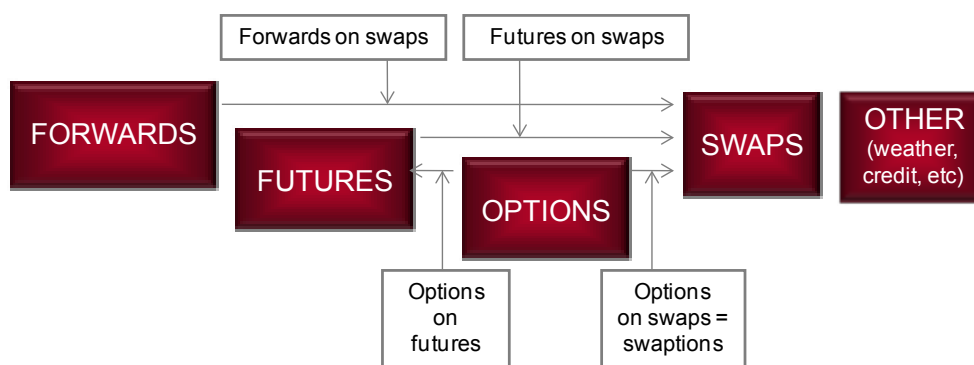 Forwards on swaps
Futures on swaps
FORWARDS
FUTURES
OPTIONS
SWAPS
OTHER
(weather,
credit, etc)
Options
on
futures
Options
on swaps =
swaptions